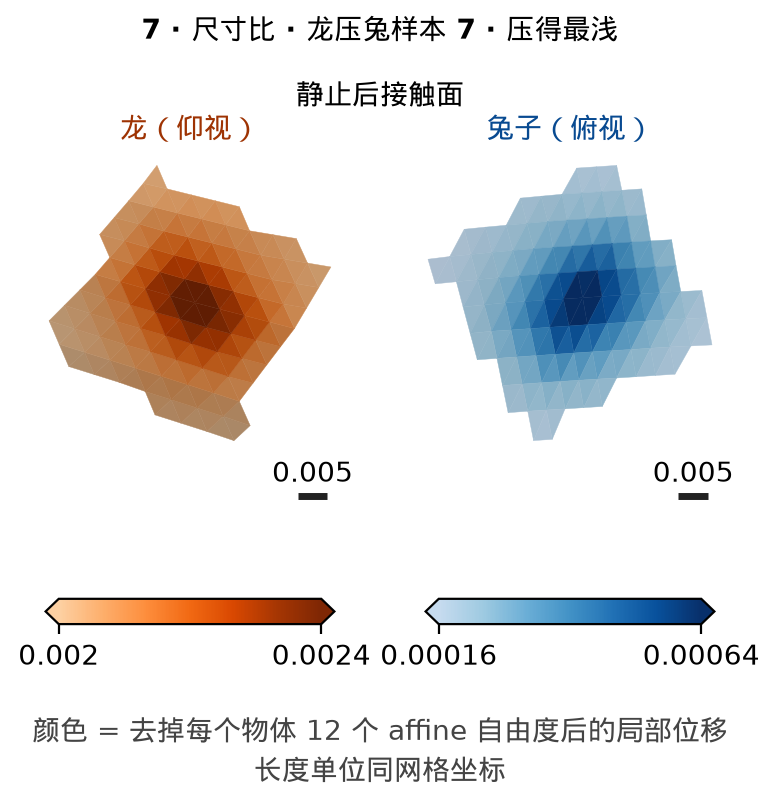 7 · 尺寸比 · 龙压兔样本 7 · 压得最浅
静止后接触面
龙（仰视）
兔子（俯视）
0.005
0.005
0.002
0.0024
0.00016
0.00064
颜色 = 去掉每个物体 12 个 affine 自由度后的局部位移
长度单位同网格坐标